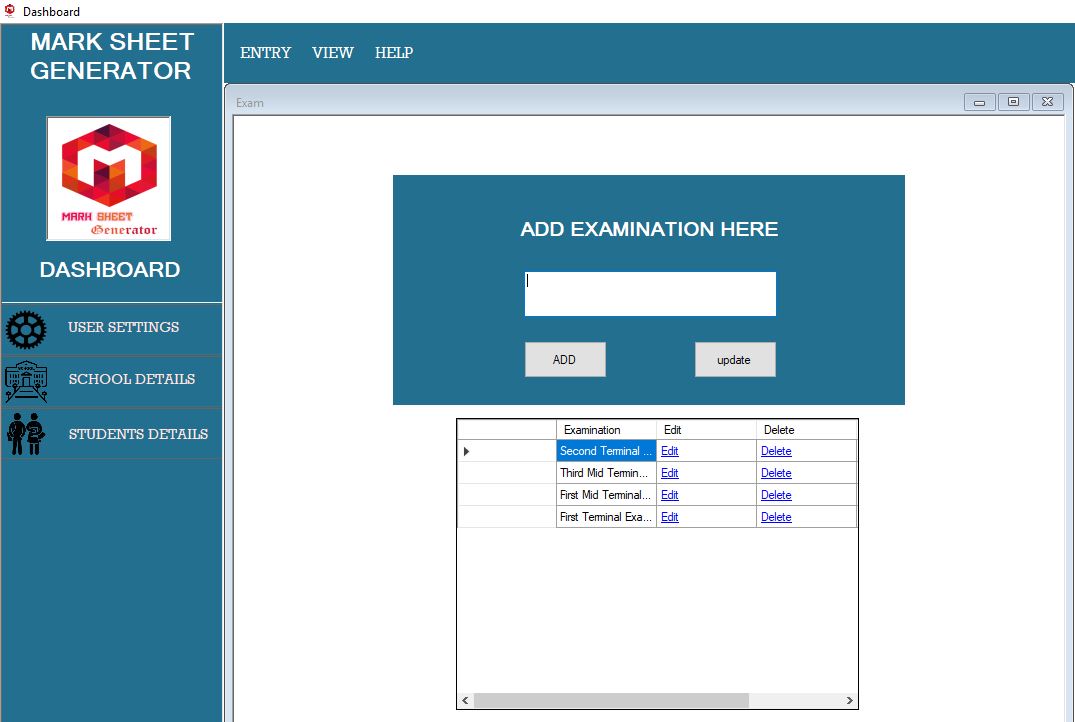 Dashboard
MARK SHEET
GENERATOR
MARK SHEET
Generator
DASHBOARD
USER SETTINGS
SCHOOL DETAILS
STUDENTS DETAILS
ENTRY VIEW HELP
Exam
ADD EXAMINATION HERE
ADD update
Examination Edit Delete
Second Terminal ... Edit Delete
Third Mid Termin... Edit Delete
First Mid Terminal... Edit Delete
First Terminal Exa... Edit Delete